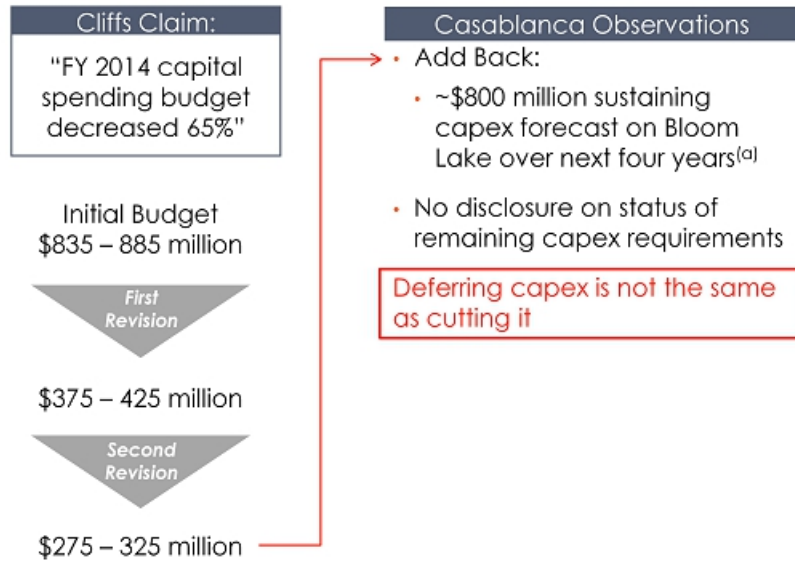 Cliffs Claim:
“FY 2014 capital
spending budget
decreased 65%”
Initial Budget
$835 – 885 million
First
Revision
$375 – 425 million
Second
Revision
$275 – 325 million
Casablanca Observations
• Add Back:
• ~$800 million sustaining
capex forecast on Bloom
Lake over next four years(a)
• No disclosure on status of
remaining capex requirements
Deferring capex is not the same
as cutting it